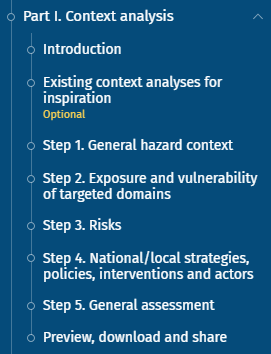 Part I. Context analysis
Introduction
Existing context analyses for
inspiration
Optional
Step 1. General hazard context
Step 2. Exposure and vulnerability
of targeted domains
Step 3. Risks
Step 4. National/local strategies,
policies, interventions and actors
Step 5. General assessment
Preview, download and share